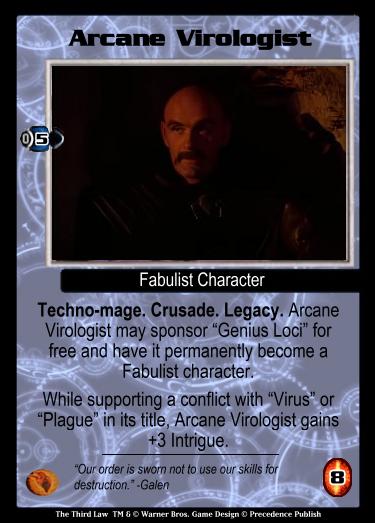 Arcane Virologist
0 5
Fabulist Character
Techno-mage. Crusade. Legacy. Arcane
Virologist may sponsor “Genius Loci” for
free and have it permanently become a
Fabulist character.
While supporting a conflict with “Virus” or
“Plague” in its title, Arcane Virologist gains
+3 Intrigue.
“Our order is sworn not to use our skills for
destruction.” -Galen
8
The Third Law TM & © Warner Bros. Game Design © Precedence Publish